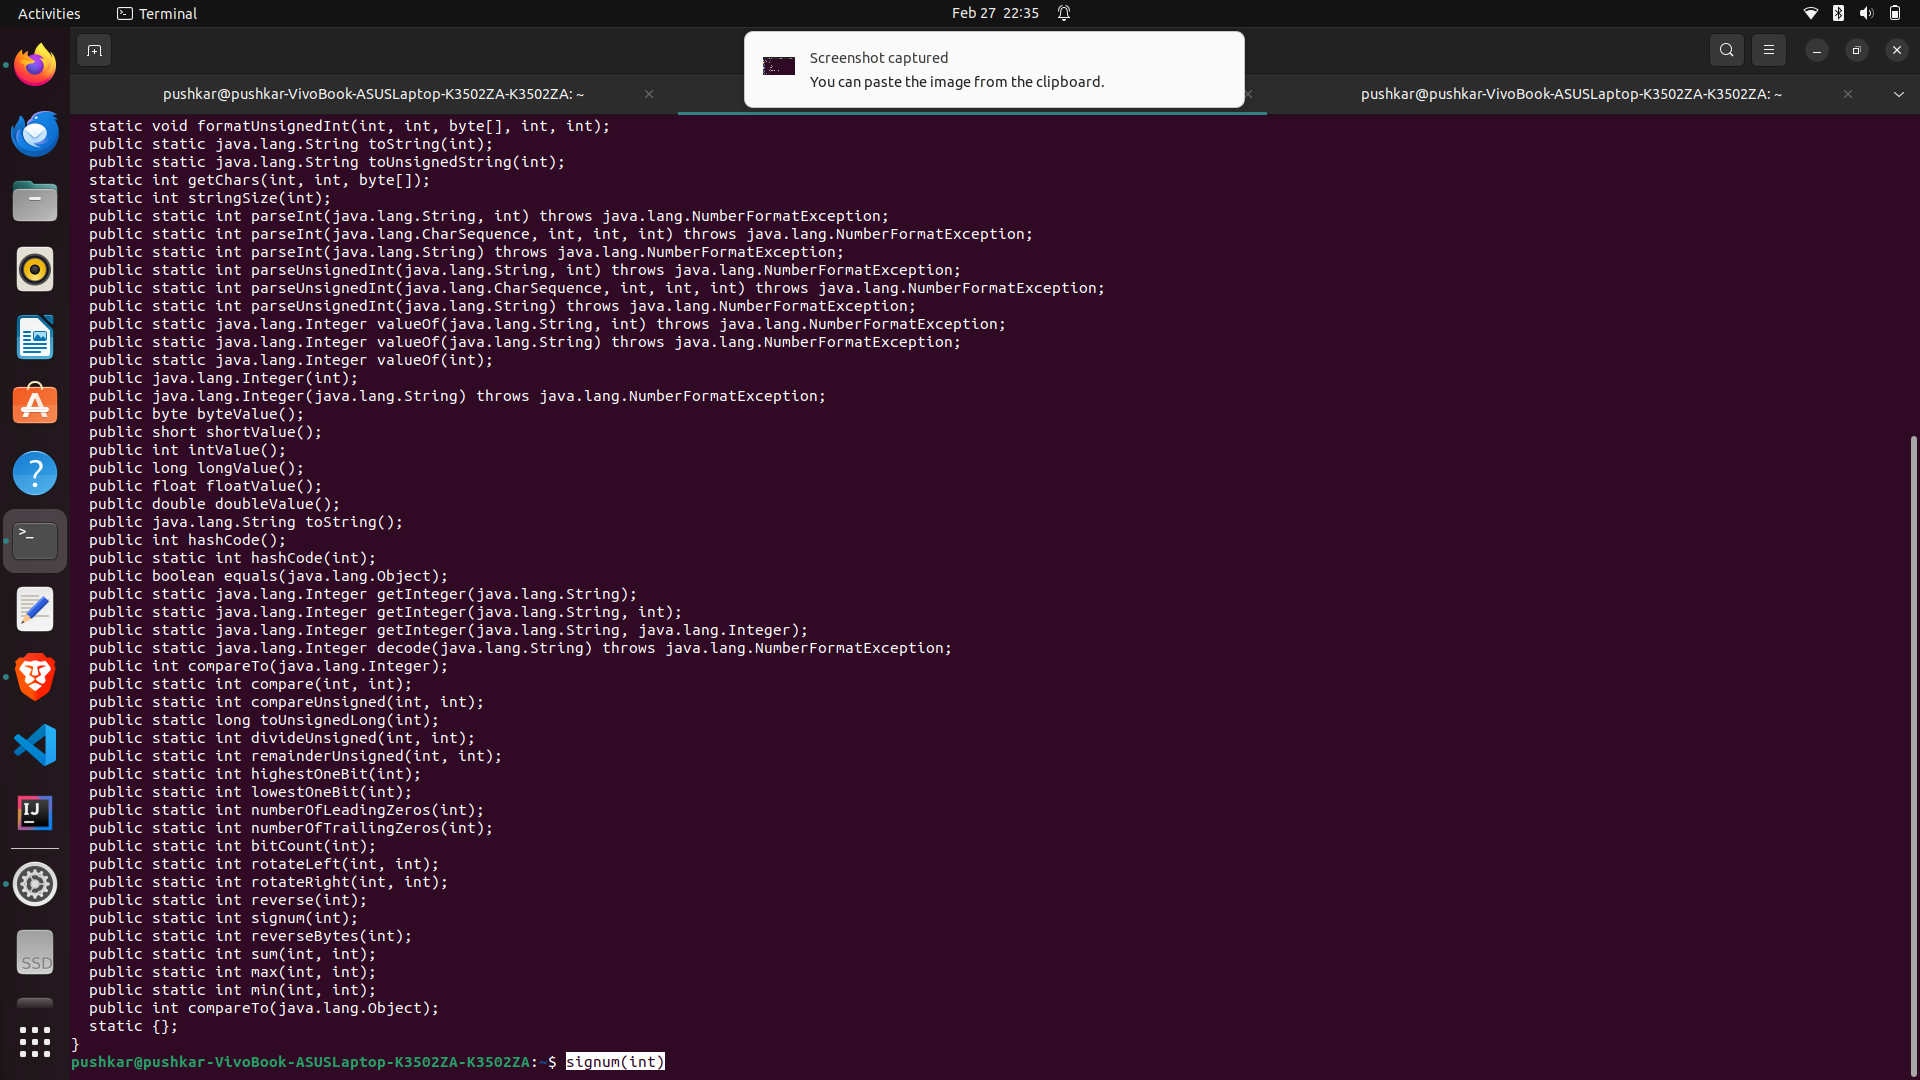 Activities
Terminal
Feb 27 22:35
Screenshot captured
You can paste the image from the clipboard.
pushkar@pushkar-VivoBook-ASUSLaptop-K3502ZA-K3502ZA: ~
pushkar@pushkar-VivoBook-ASUSLaptop-K3502ZA-K3502ZA: ~
static void formatUnsignedInt(int, int, byte[], int, int);
public static java.lang.String toString(int);
public static java.lang.String toUnsignedString(int);
static int getChars(int, int, byte[]);
static int stringSize(int);
public static int parseInt(java.lang.String, int) throws java.lang.NumberFormatException;
public static int parseInt(java.lang.CharSequence, int, int, int) throws java.lang.NumberFormatException;
public static int parseInt(java.lang.String) throws java.lang.NumberFormatException;
public static int parseUnsignedInt(java.lang.String, int) throws java.lang.NumberFormatException;
public static int parseUnsignedInt(java.lang.CharSequence, int, int, int) throws java.lang.NumberFormatException;
public static int parseUnsignedInt(java.lang.String) throws java.lang.NumberFormatException;
public static java.lang.Integer valueOf(java.lang.String, int) throws java.lang.NumberFormatException;
public static java.lang.Integer valueOf(java.lang.String) throws java.lang.NumberFormatException;
public static java.lang.Integer valueOf(int);
public java.lang.Integer(int);
public java.lang.Integer(java.lang.String) throws java.lang.NumberFormatException;
public byte byteValue();
public short shortValue();
public int intValue();
public long longValue();
public float floatValue();
public double doubleValue();
public java.lang.String toString();
public int hashCode();
public static int hashCode(int);
public boolean equals(java.lang.Object);
public static java.lang.Integer getInteger(java.lang.String);
public static java.lang.Integer getInteger(java.lang.String, int);
public static java.lang.Integer getInteger(java.lang.String, java.lang.Integer);
public static java.lang.Integer decode(java.lang.String) throws java.lang.NumberFormatException;
public int compareTo(java.lang.Integer);
public static int compare(int, int);
public static int compareUnsigned(int, int);
public static long toUnsignedLong(int);
public static int divideUnsigned(int, int);
public static int remainderUnsigned(int, int);
public static int highestOneBit(int);
public static int lowestOneBit(int);
public static int numberOfLeadingZeros(int);
public static int numberOfTrailingZeros(int);
public static int bitCount(int);
public static int rotateLeft(int, int);
public static int rotateRight(int, int);
public static int reverse(int);
public static int signum(int);
public static int reverseBytes(int);
public static int sum(int, int);
public static int max(int, int);
public static int min(int, int);
public int compareTo(java.lang.Object);
static {};
}
pushkar@pushkar-VivoBook-ASUSLaptop-K3502ZA-K3502ZA:~$ signum(int)
IJ
SSD